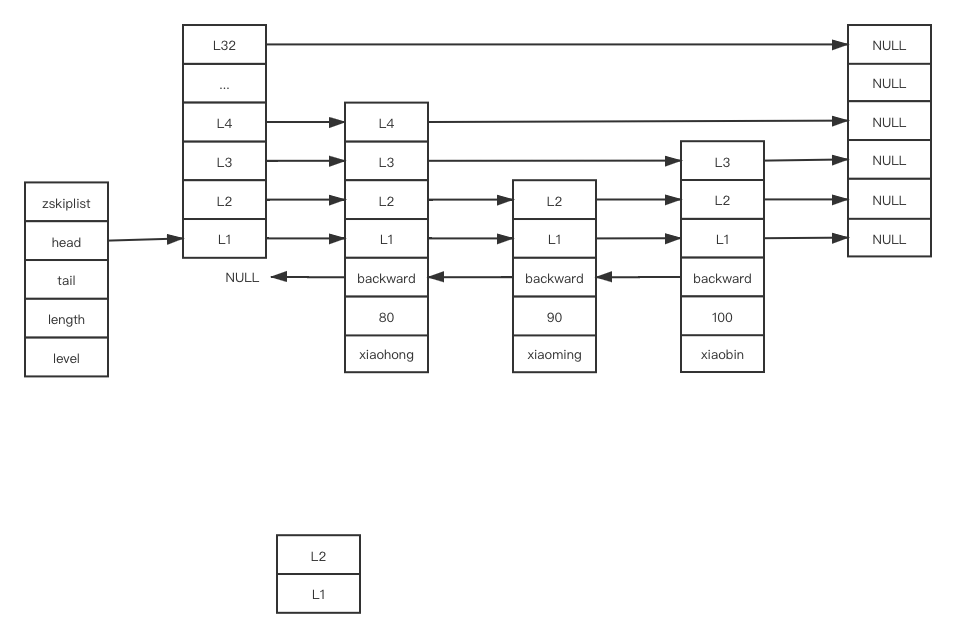 L32
NULL
...
NULL
L4
L4
NULL
L3
L3
L3
NULL
zskiplist
L2
L2
L2
L2
NULL
head
L1
L1
L1
L1
NULL
tail
NULL
backward
backward
backward
length
80
90
100
level
xiaohong
xiaoming
xiaobin
L2
L1